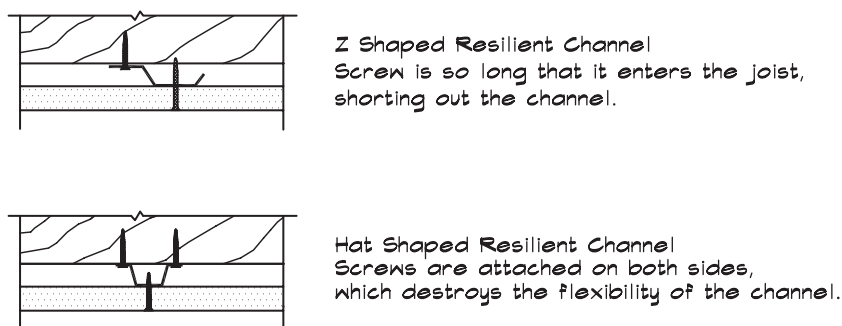 Z Shaped Resilient Channel
Screw is so long that it enters the joist,
shorting out the channel.
Hat Shaped Resilient Channel
Screws are attached on both sides,
which destroys the flexibility of the channel.